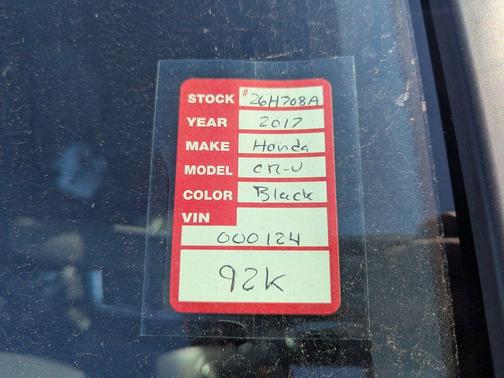 STOCK # 26H708A
YEAR 2017
MAKE Honda
MODEL CR-V
COLOR Black
VIN
000124
92K